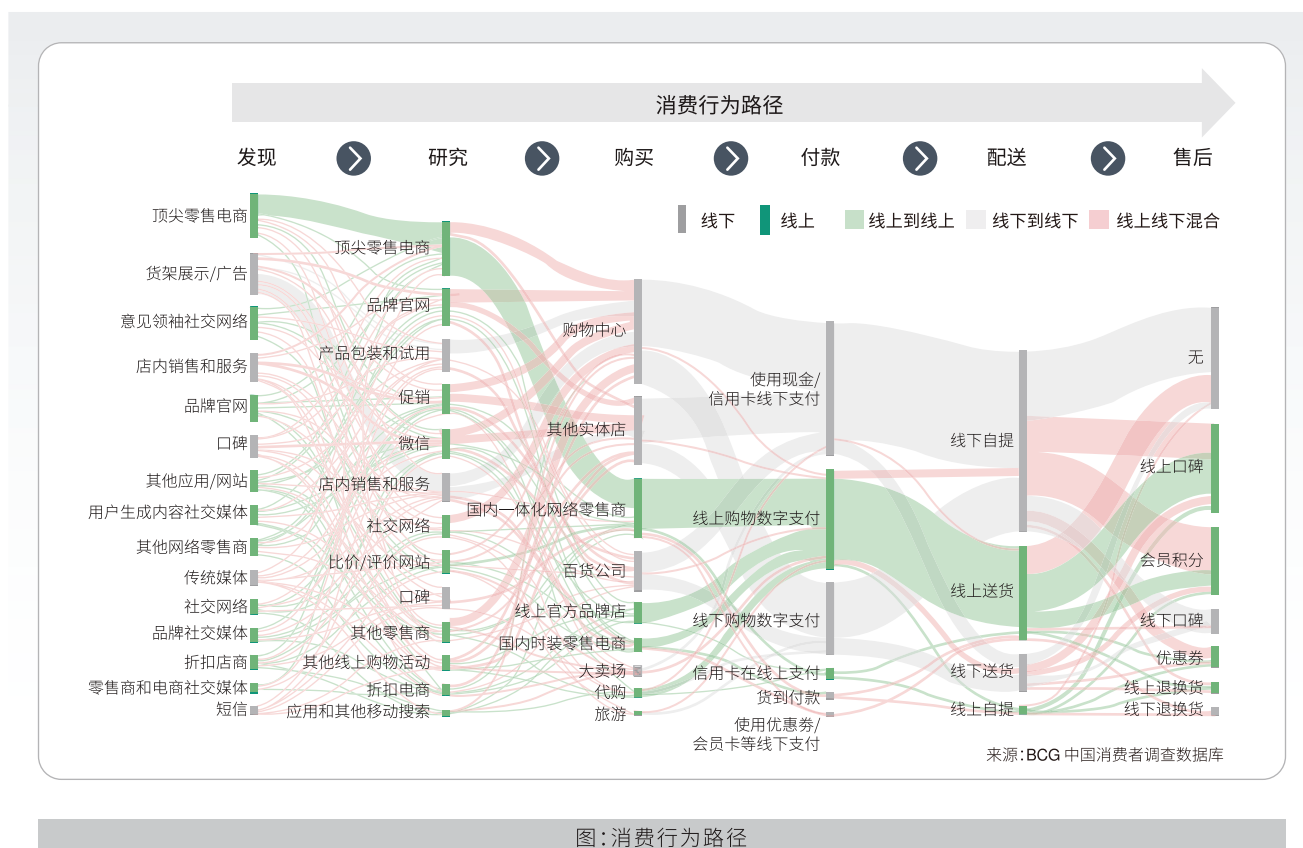 消费行为路径
发现
研究
购买
付款
配送
售后
线下
线上
线上到线上
线下到线下
线上线下混合
顶尖零售电商
货架展示/广告
意见领袖社交网络
店内销售和服务
品牌官网
口碑
其他应用/网站
用户生成内容社交媒体
其他网络零售商
传统媒体
社交网络
品牌社交媒体
折扣店商
零售商和电商社交媒体
短信
顶尖零售电商
品牌官网
产品包装和试用
促销
微信
店内销售和服务
社交网络
比价/评价网站
口碑
其他零售商
其他线上购物活动
折扣电商
应用和其他移动搜索
购物中心
其他实体店
国内一体化网络零售商
百货公司
线上官方品牌店
国内时装零售电商
大卖场
代购
旅游
使用现金/
信用卡线下支付
线上购物数字支付
线下购物数字支付
信用卡在线上支付
货到付款
使用优惠券/
会员卡等线下支付
线下自提
线上送货
线下送货
线上自提
无
线上口碑
会员积分
线下口碑
优惠券
线上退换货
线下退换货
来源:BCG 中国消费者调查数据库
图:消费行为路径